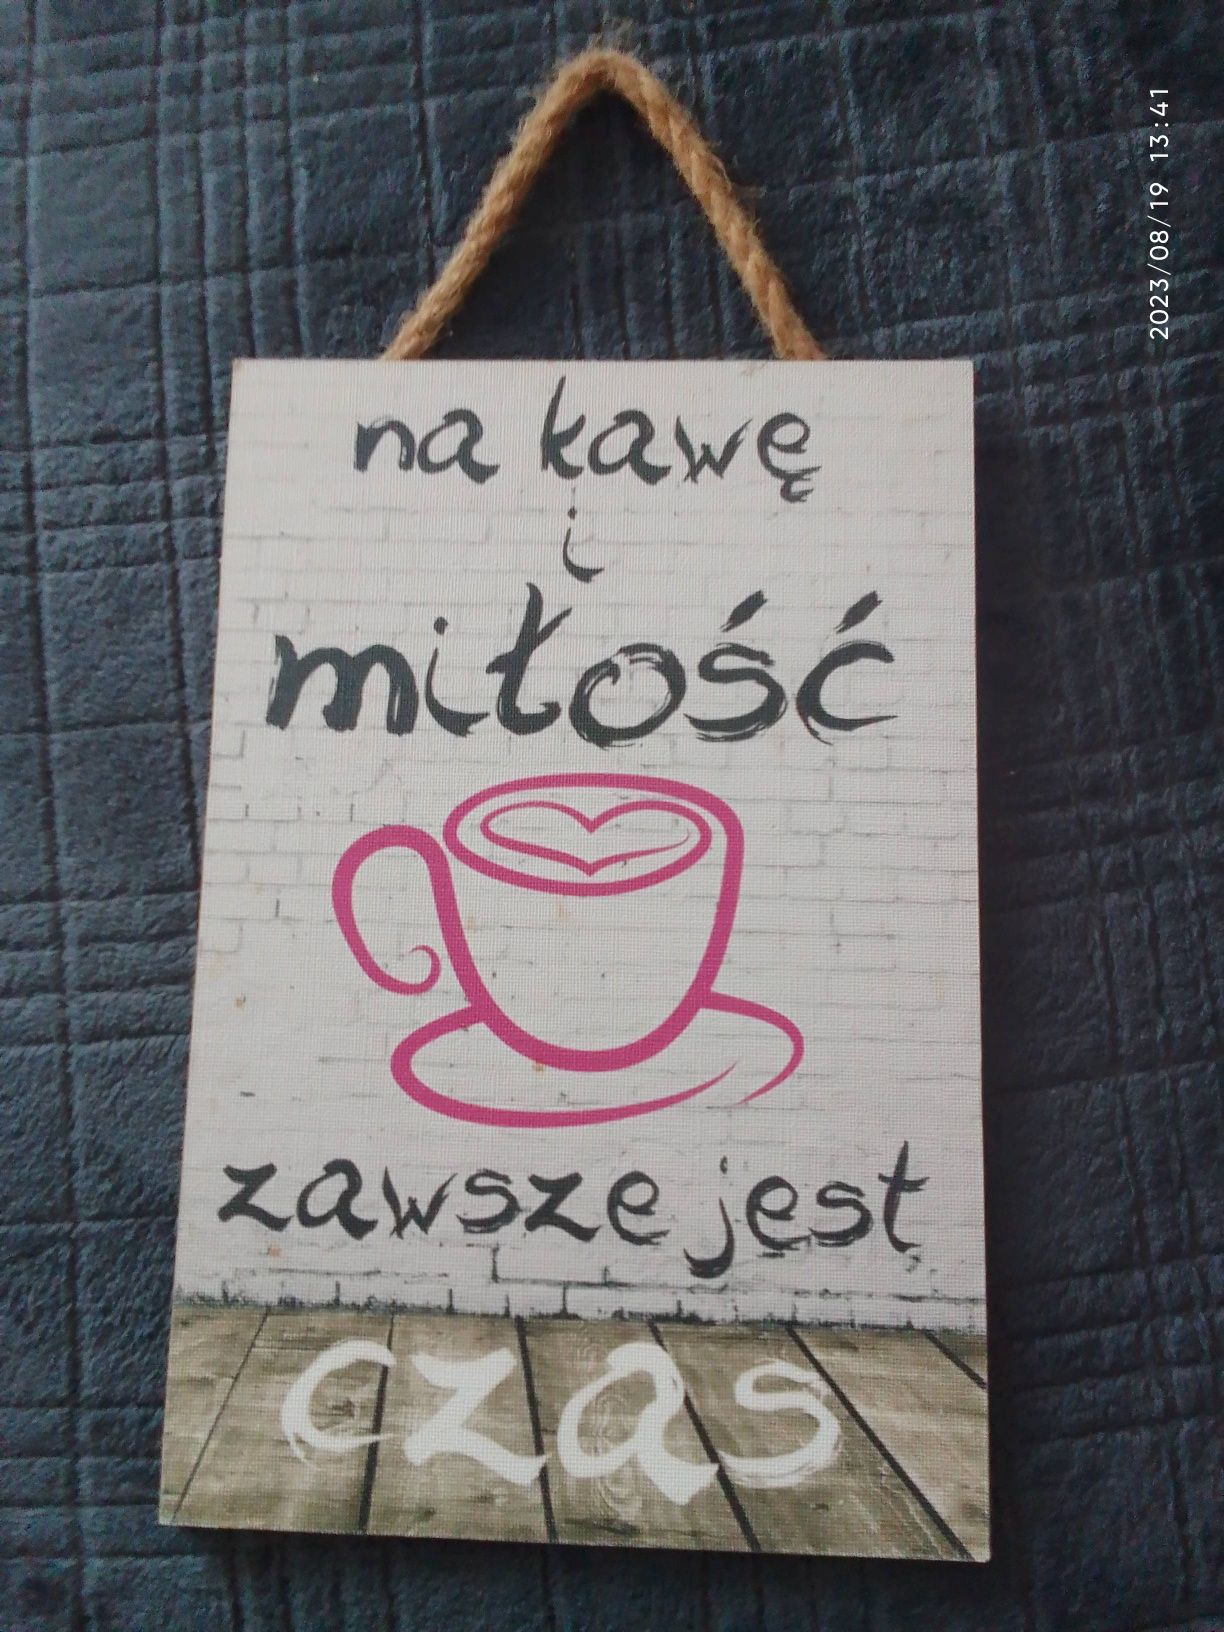 na kawę
i
miłość
zawsze jest
czas
2023/08/19 13:41